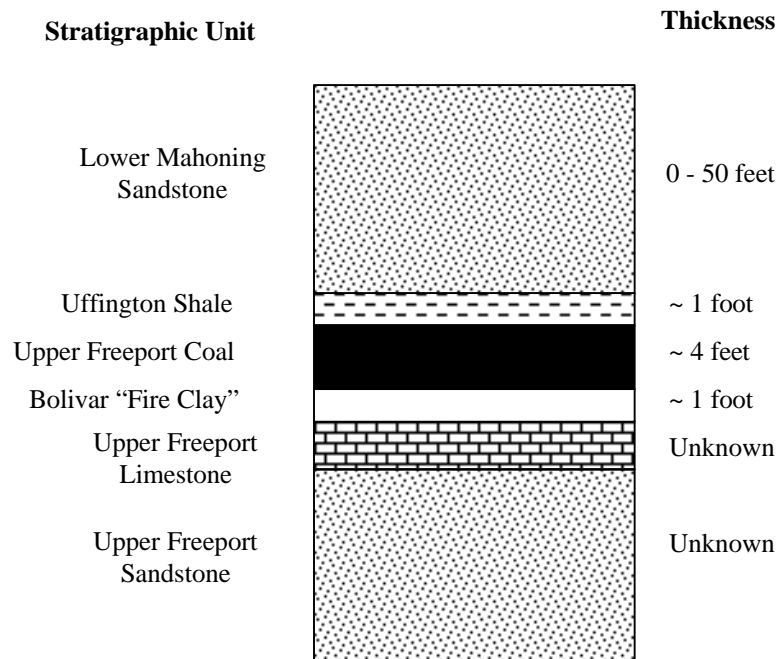 Stratigraphic Unit
Thickness
Lower Mahoning
Sandstone
0 - 50 feet
Uffington Shale
~ 1 foot
Upper Freeport Coal
~ 4 feet
Bolivar “Fire Clay”
~ 1 foot
Upper Freeport
Limestone
Unknown
Upper Freeport
Sandstone
Unknown